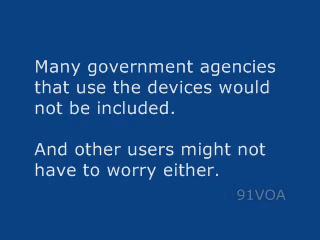 Many government agencies
that use the devices would
not be included.
And other users might not
have to worry either.
91VOA